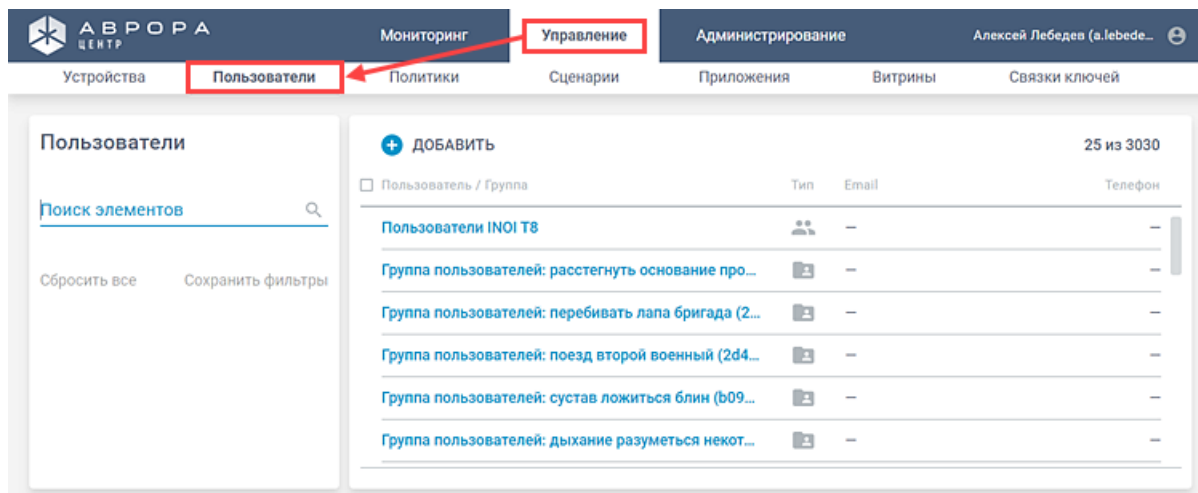 АВРОРА
ЦЕНТР
Мониторинг
Управление
Администрирование
Алексей Лебедев (a.lebede...
Устройства
Пользователи
Политики
Сценарии
Приложения
Витрины
Связки ключей
Пользователи
Поиск элементов
Сбросить все
Сохранить фильтры
ДОБАВИТЬ
25 из 3030
Пользователь / Группа
Тип
Email
Телефон
Пользователи INOI T8 — —
Группа пользователей: расстегнуть основание про... — —
Группа пользователей: перебивать лапа бригада (2... — —
Группа пользователей: поезд второй военный (2d4... — —
Группа пользователей: сустав ложиться блин (b09... — —
Группа пользователей: дыхание разуметься некот... — —